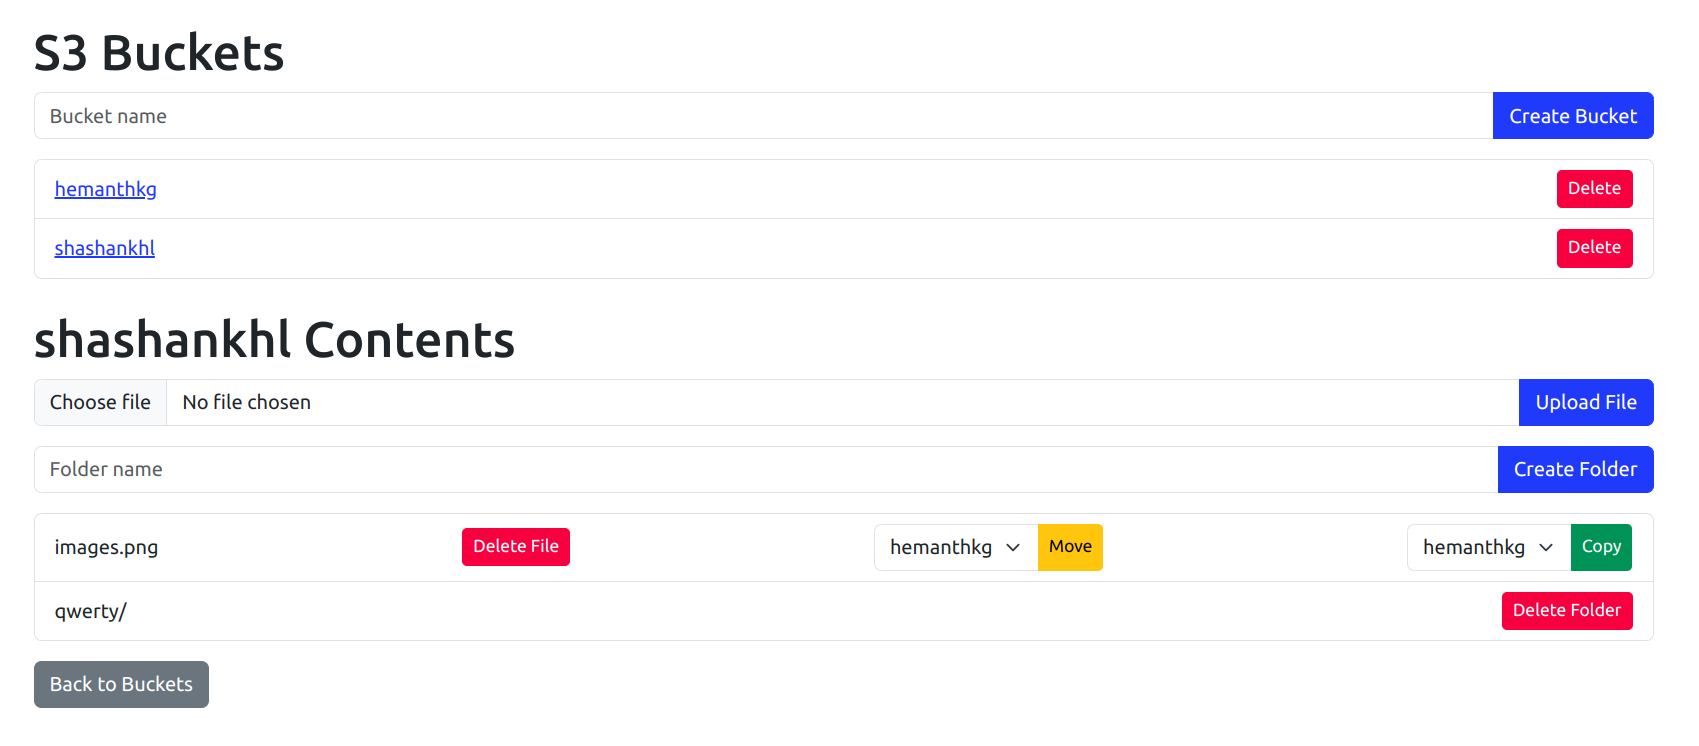 S3 Buckets
Bucket name Create Bucket
hemanthkg Delete
shashankhl Delete
shashankhl Contents
Choose file No file chosen Upload File
Folder name Create Folder
images.png Delete File hemanthkg Move hemanthkg Copy
qwerty/ Delete Folder
Back to Buckets